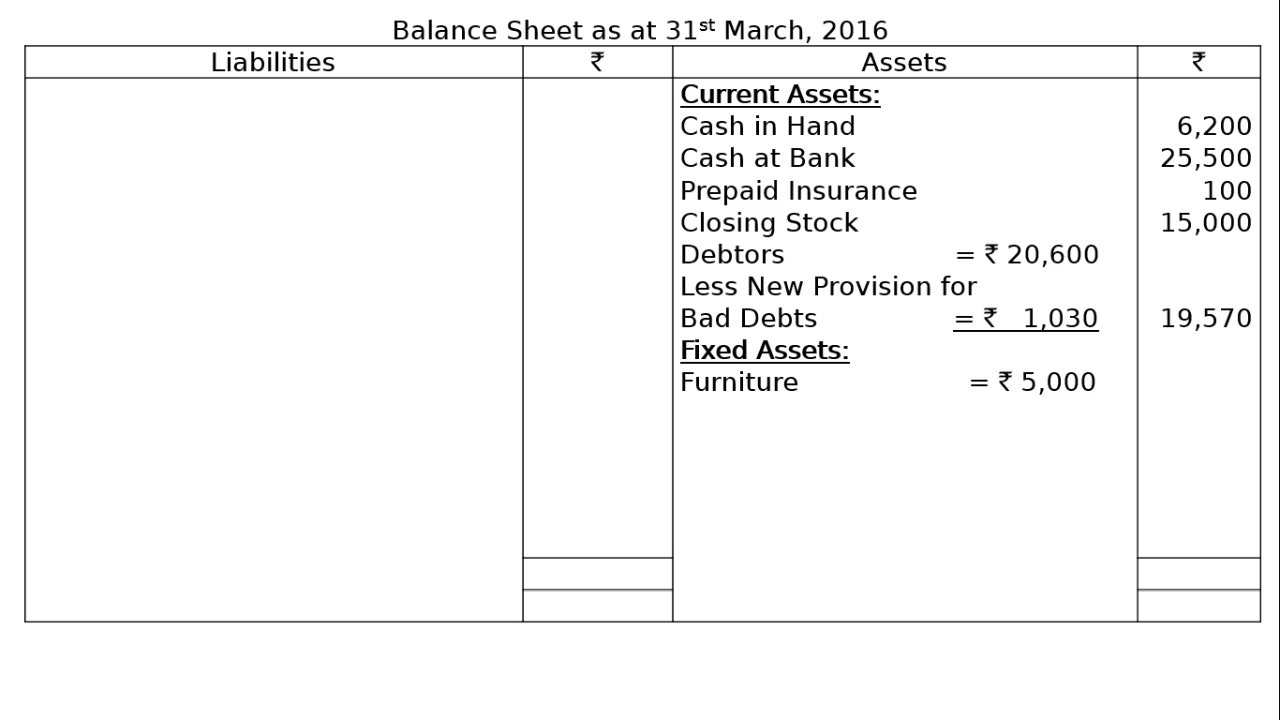 Balance Sheet as at 31st March, 2016
Liabilities ₹ Assets ₹
Current Assets:
Cash in Hand 6,200
Cash at Bank 25,500
Prepaid Insurance 100
Closing Stock 15,000
Debtors = ₹ 20,600
Less New Provision for
Bad Debts = ₹ 1,030 19,570
Fixed Assets:
Furniture = ₹ 5,000